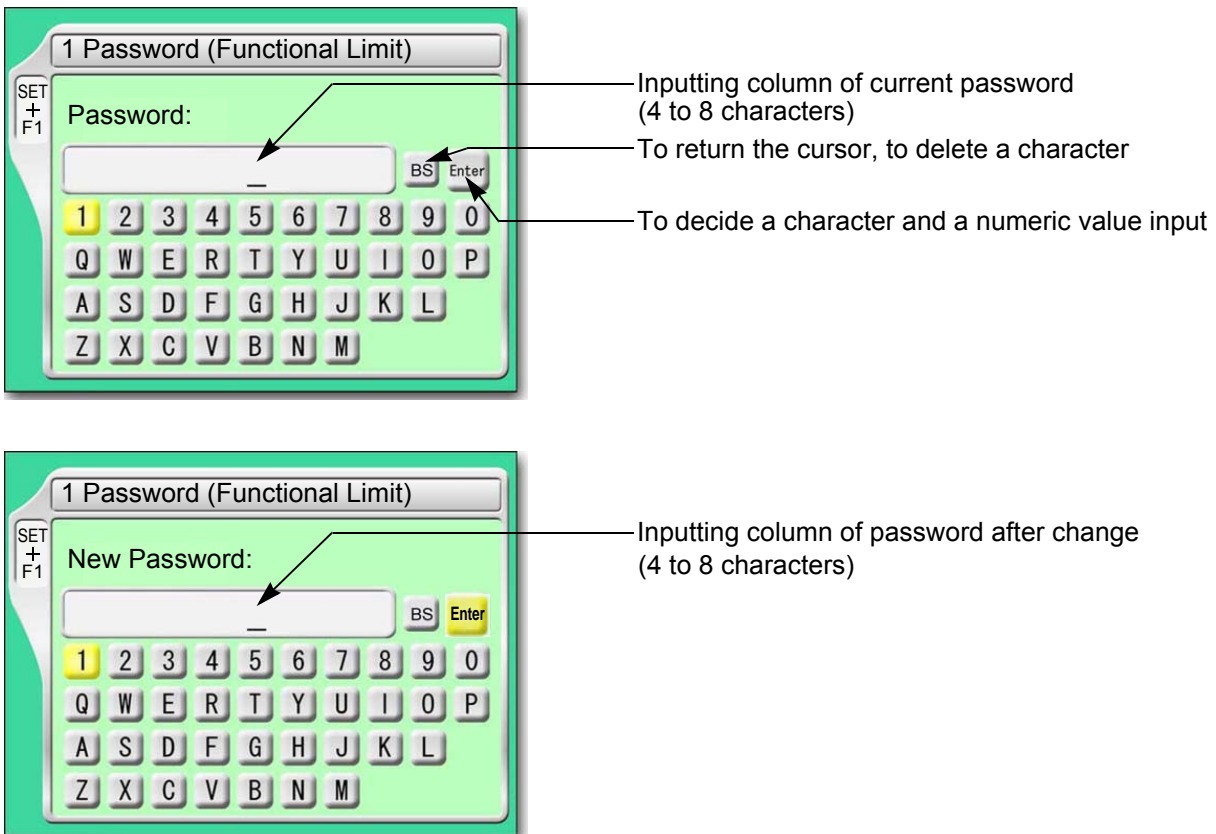 1 Password (Functional Limit)
SET
+
F1
Password:
Inputting column of current password
(4 to 8 characters)
_
BS Enter
To return the cursor, to delete a character
1 2 3 4 5 6 7 8 9 0
To decide a character and a numeric value input
Q W E R T Y U I O P
A S D F G H J K L
Z X C V B N M
1 Password (Functional Limit)
SET
+
F1
New Password:
Inputting column of password after change
(4 to 8 characters)
_
BS Enter
1 2 3 4 5 6 7 8 9 0
Q W E R T Y U I O P
A S D F G H J K L
Z X C V B N M